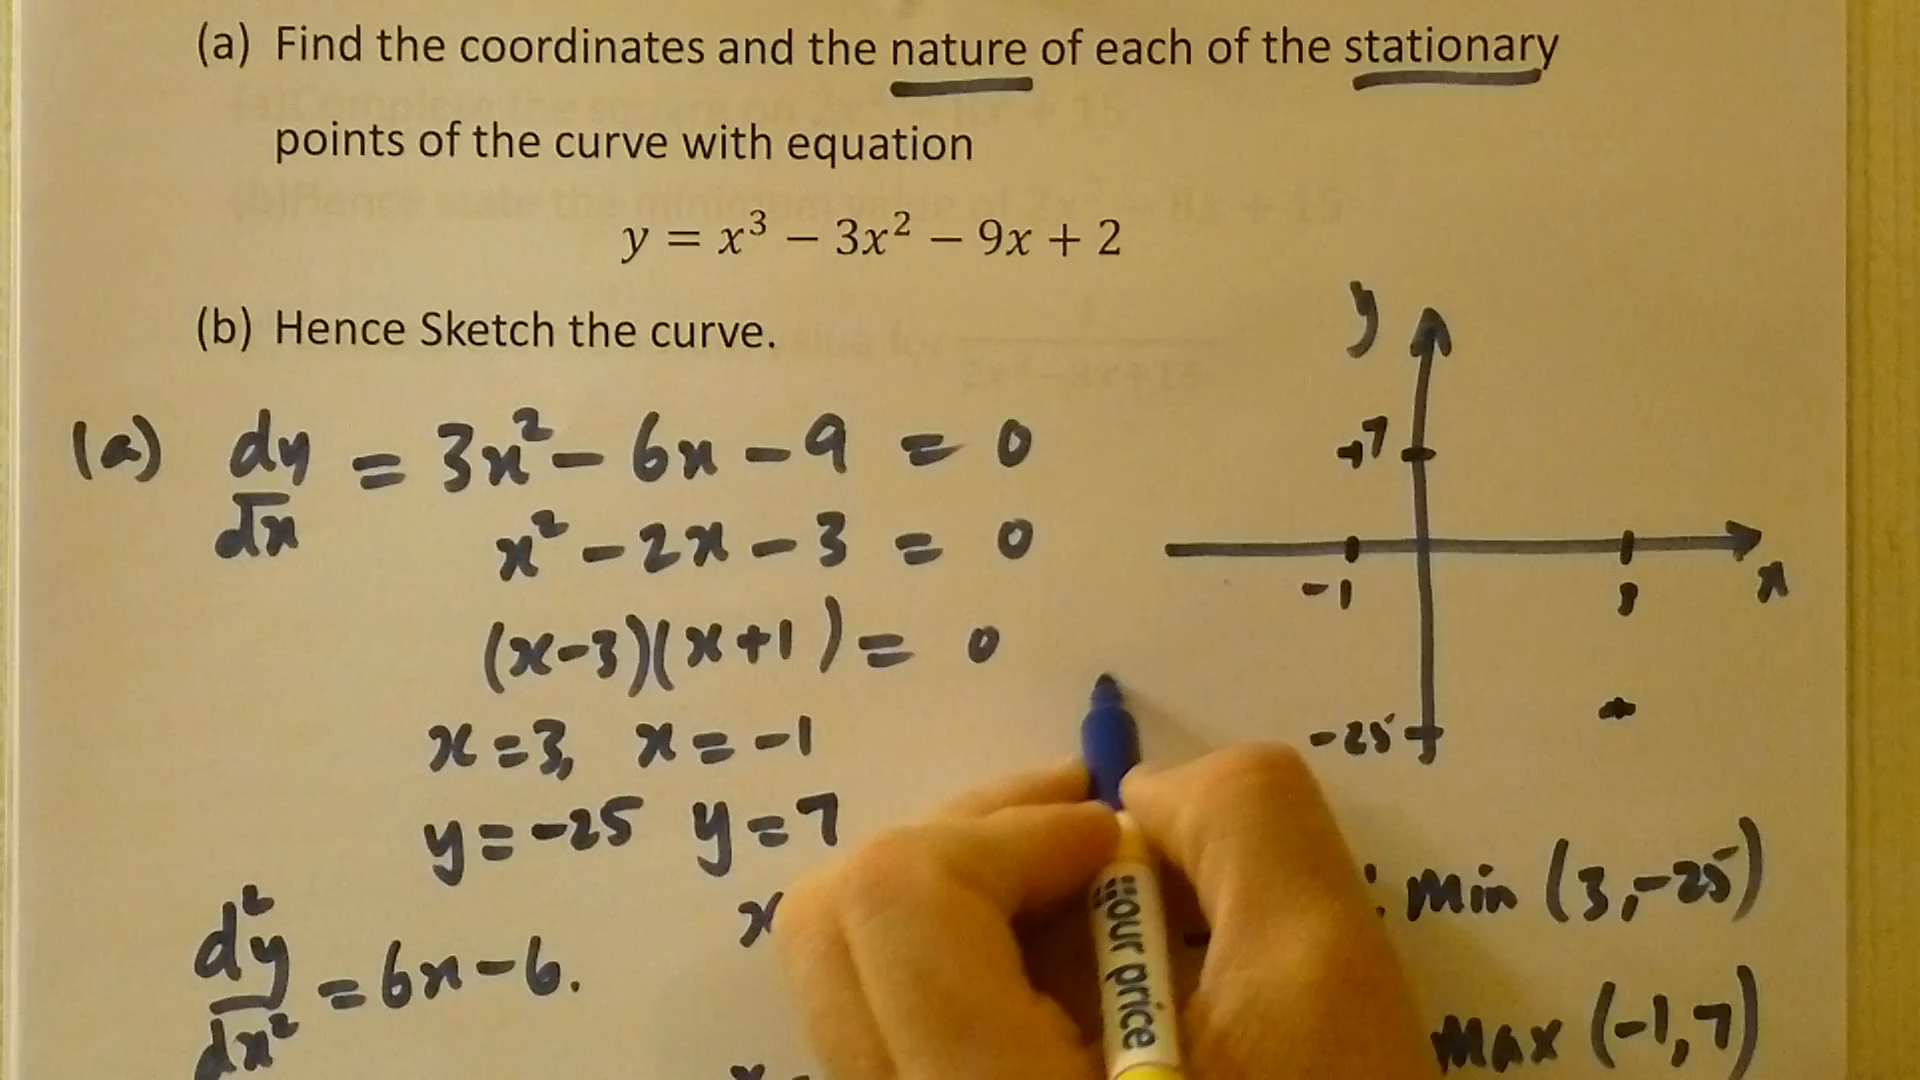 (a) Find the coordinates and the nature of each of the stationary
points of the curve with equation
y = x³ − 3x² − 9x + 2
(b) Hence Sketch the curve.
(a) dy/dx = 3x² − 6x − 9 = 0
x² − 2x − 3 = 0
(x−3)(x+1) = 0
x = 3, x = −1
y = −25 y = 7
d²y/dx² = 6x − 6.
x
y
+7
−1
3
x
−25
: min (3, −25)
max (−1, 7)
your price